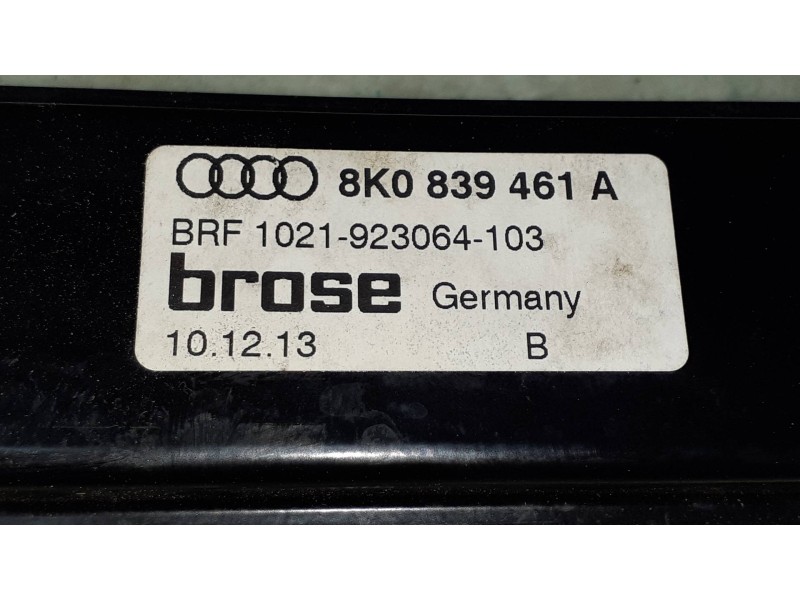 8K0 839 461 A
BRF 1021-923064-103
brose Germany
10.12.13 B